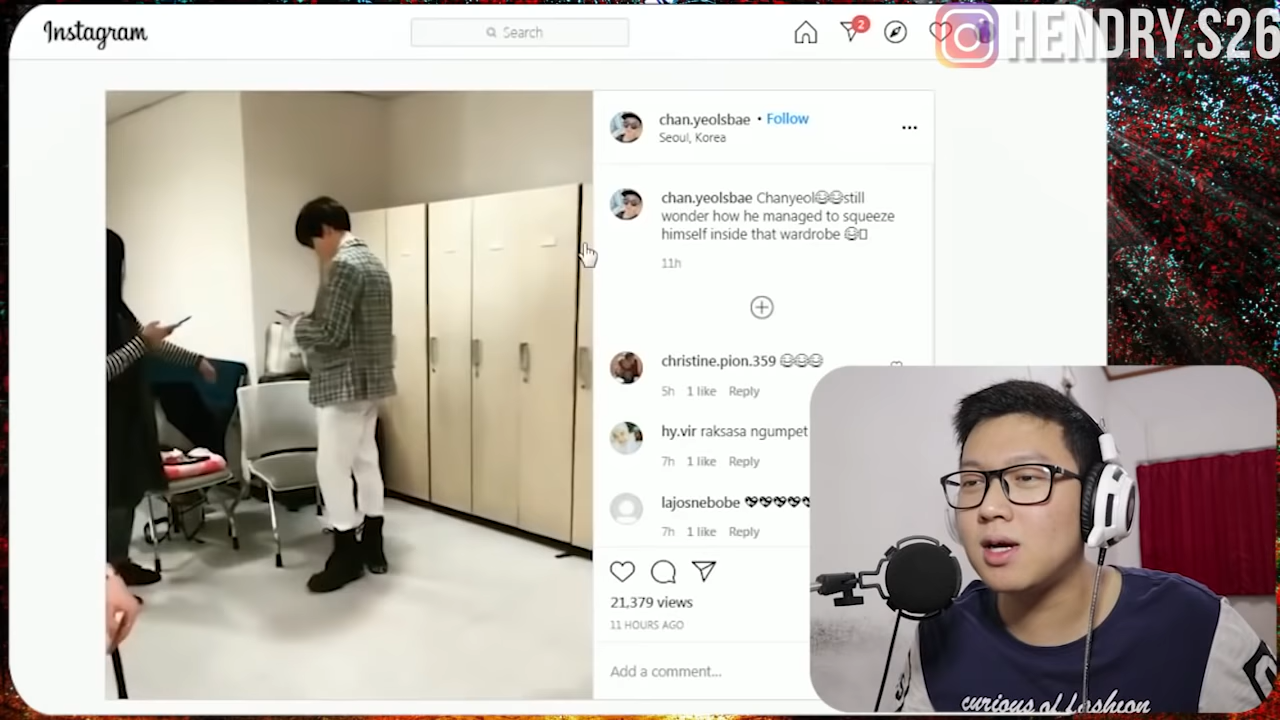 Instagram
Search
2
HENDRY.S26
chan.yeolsbae • Follow
Seoul, Korea
chan.yeolsbae Chanyeol😂😂still
wonder how he managed to squeeze
himself inside that wardrobe 😂
11h
christine.pion.359 😂😂😂
5h 1 like Reply
hy.vir raksasa ngumpet
7h 1 like Reply
lajosnebobe
7h 1 like Reply
21,379 views
11 HOURS AGO
Add a comment...
curious of fashion